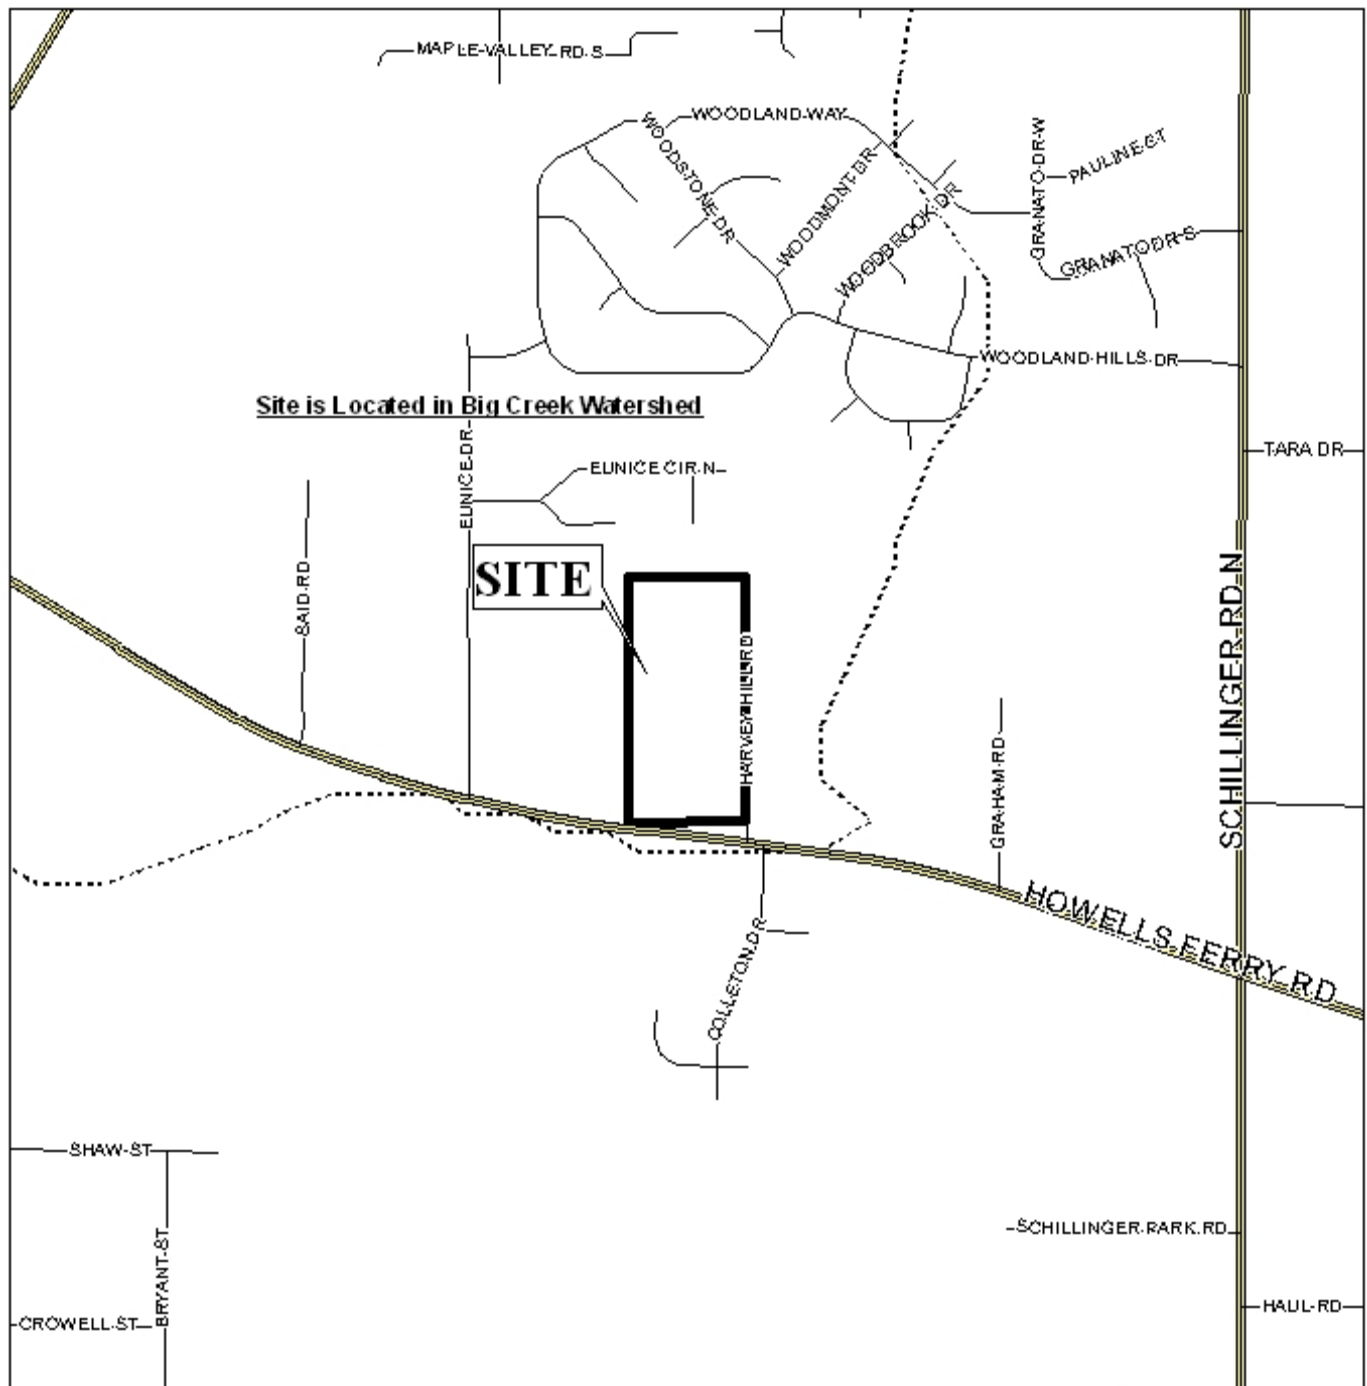 MAPLE VALLEY RD S
WOODLAND WAY
WOODSTONE DR
WOODMONT DR
WOODBROOK DR
GRANATO DR W
PAULINE CT
GRANATO DR S
WOODLAND HILLS DR
Site is Located in Big Creek Watershed
EUNICE DR
TARA DR
EUNICE CIR N
SAID RD
SITE
HARVEY HILL RD
SCHILLINGER RD N
GRAHAM RD
HOWELLS FERRY RD
COLLETON DR
SHAW ST
BRYANT ST
SCHILLINGER PARK RD
HAUL RD
CROWELL ST